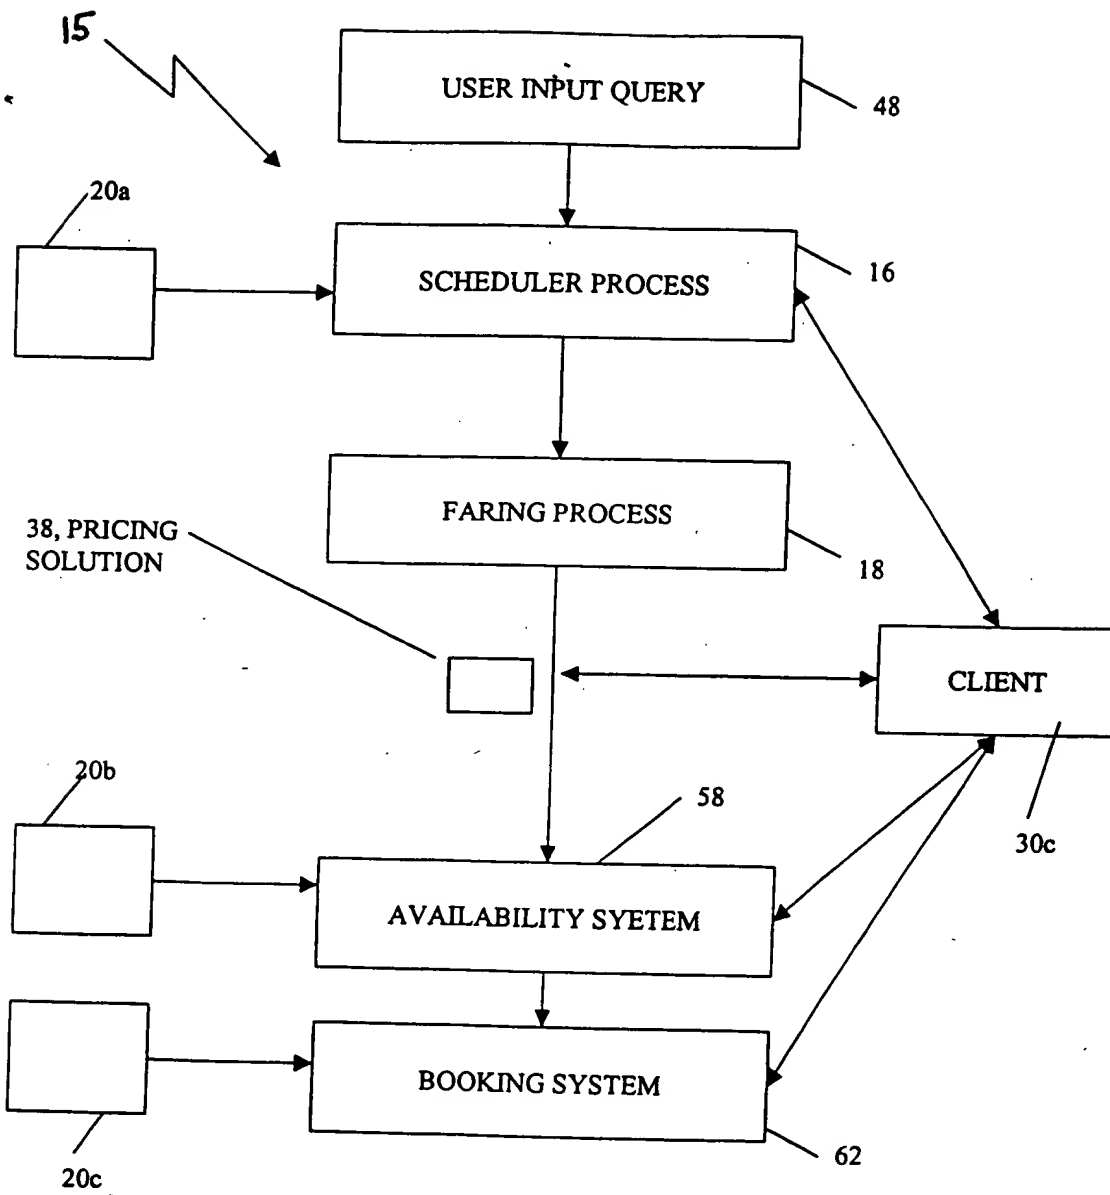 15
USER INPUT QUERY
48
20a
SCHEDULER PROCESS
16
FARING PROCESS
38, PRICING
SOLUTION
18
CLIENT
20b
58
30c
AVAILABILITY SYETEM
BOOKING SYSTEM
62
20c